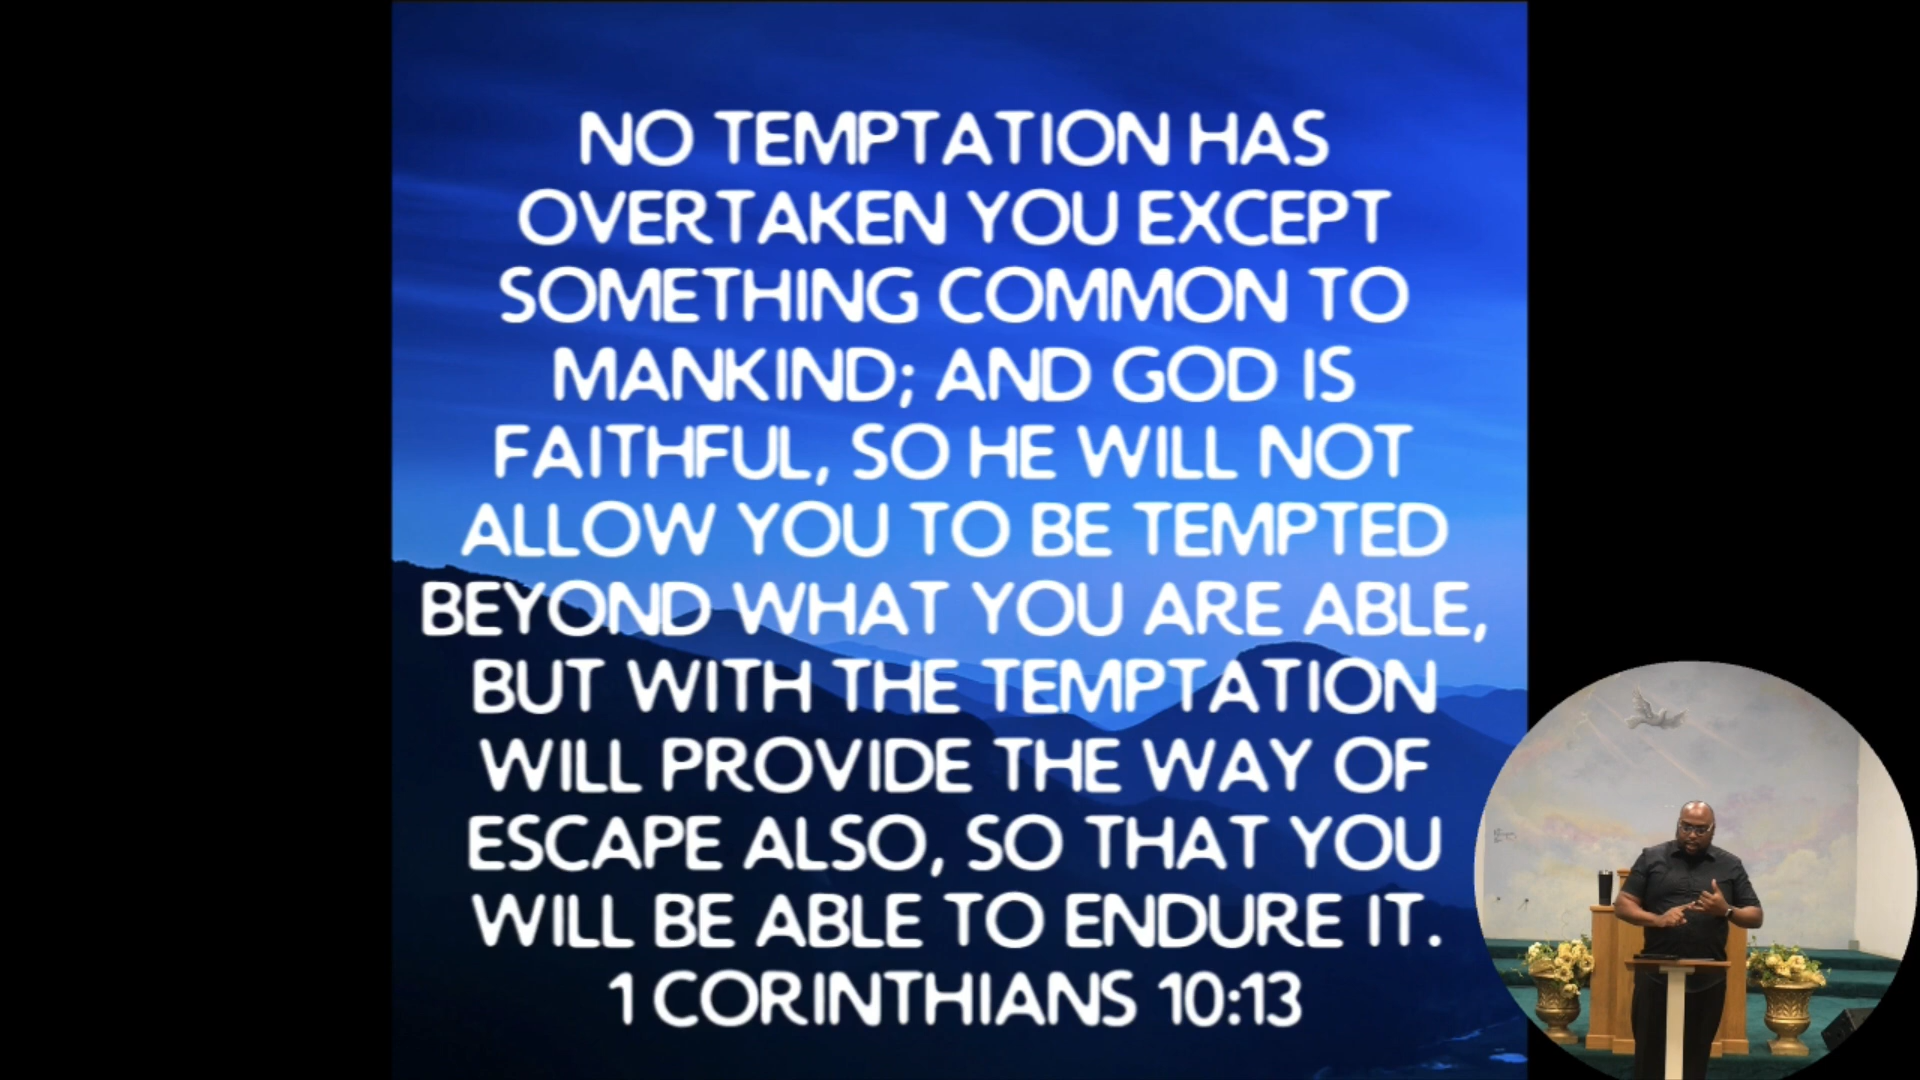 NO TEMPTATION HAS
OVERTAKEN YOU EXCEPT
SOMETHING COMMON TO
MANKIND; AND GOD IS
FAITHFUL, SO HE WILL NOT
ALLOW YOU TO BE TEMPTED
BEYOND WHAT YOU ARE ABLE,
BUT WITH THE TEMPTATION
WILL PROVIDE THE WAY OF
ESCAPE ALSO, SO THAT YOU
WILL BE ABLE TO ENDURE IT.
1 CORINTHIANS 10:13